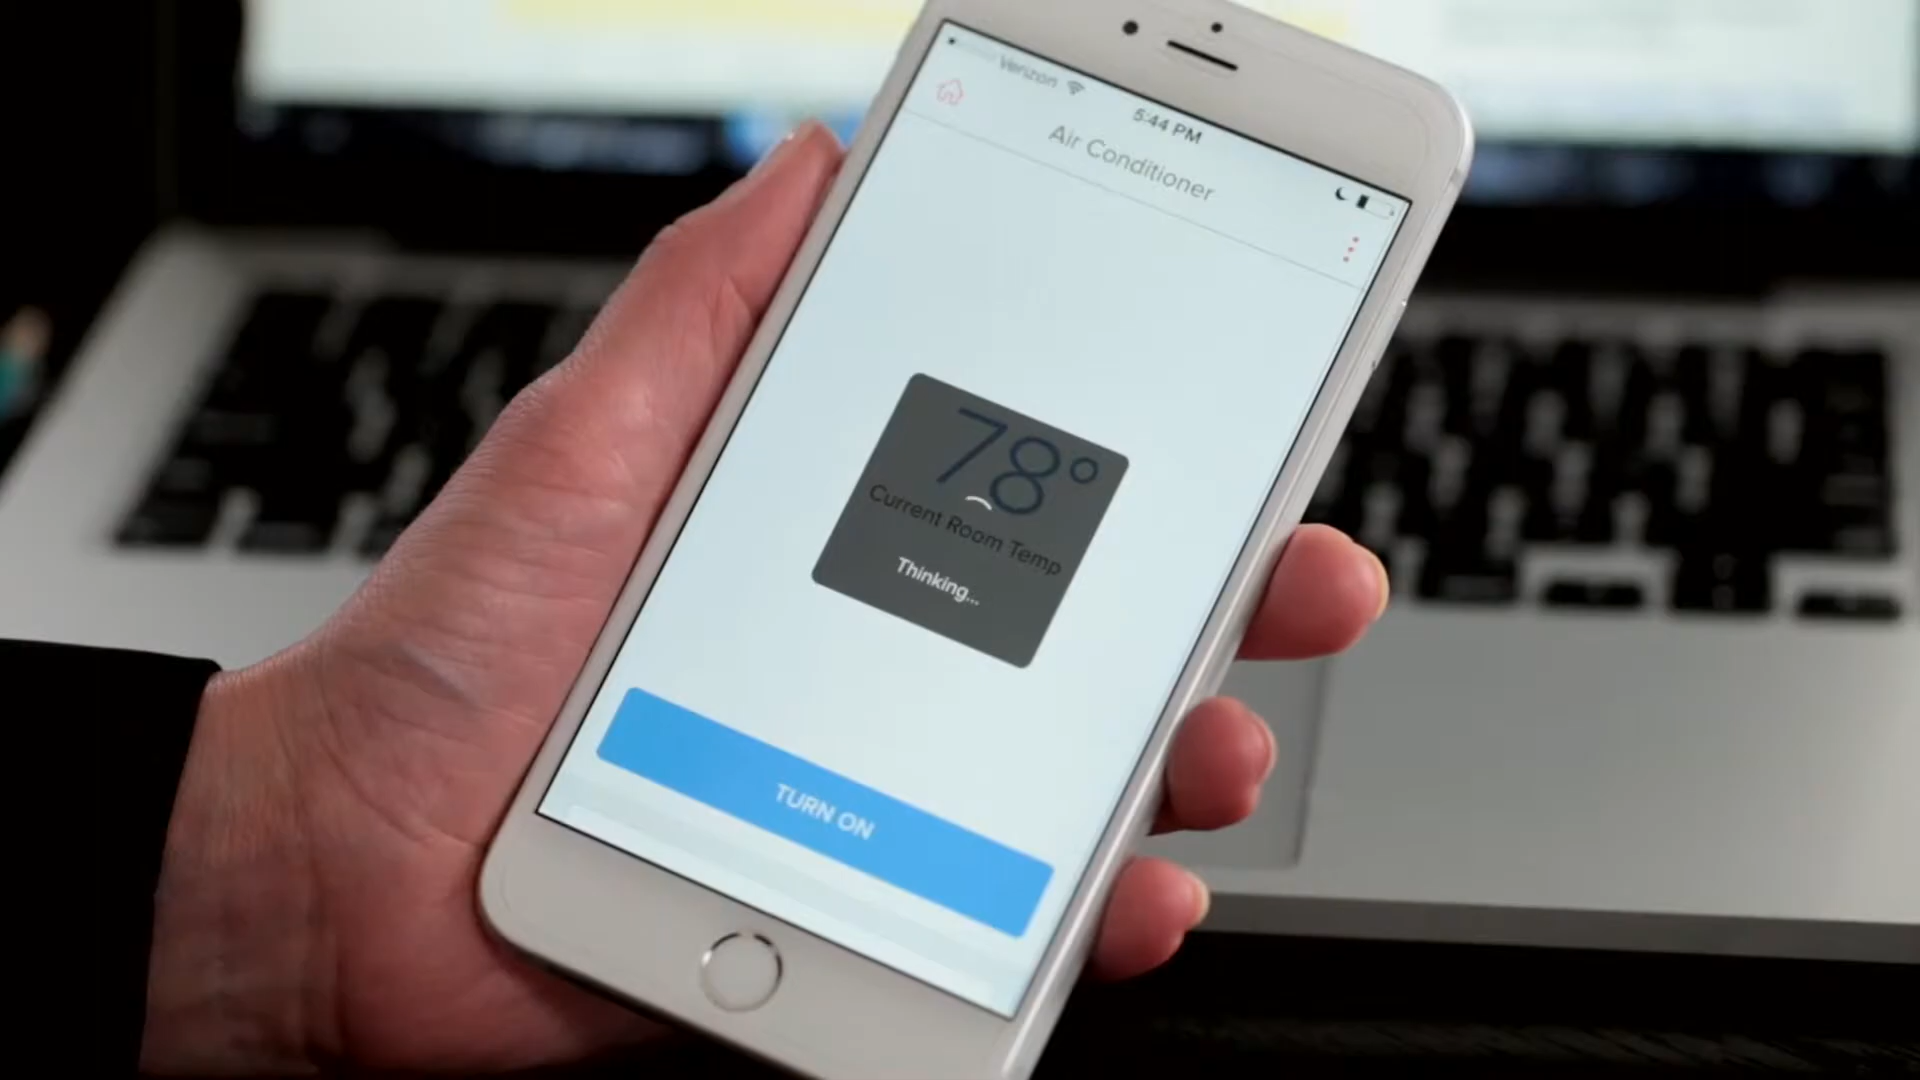 Verizon
5:44 PM
Air Conditioner
78°
Current Room Temp
Thinking...
TURN ON